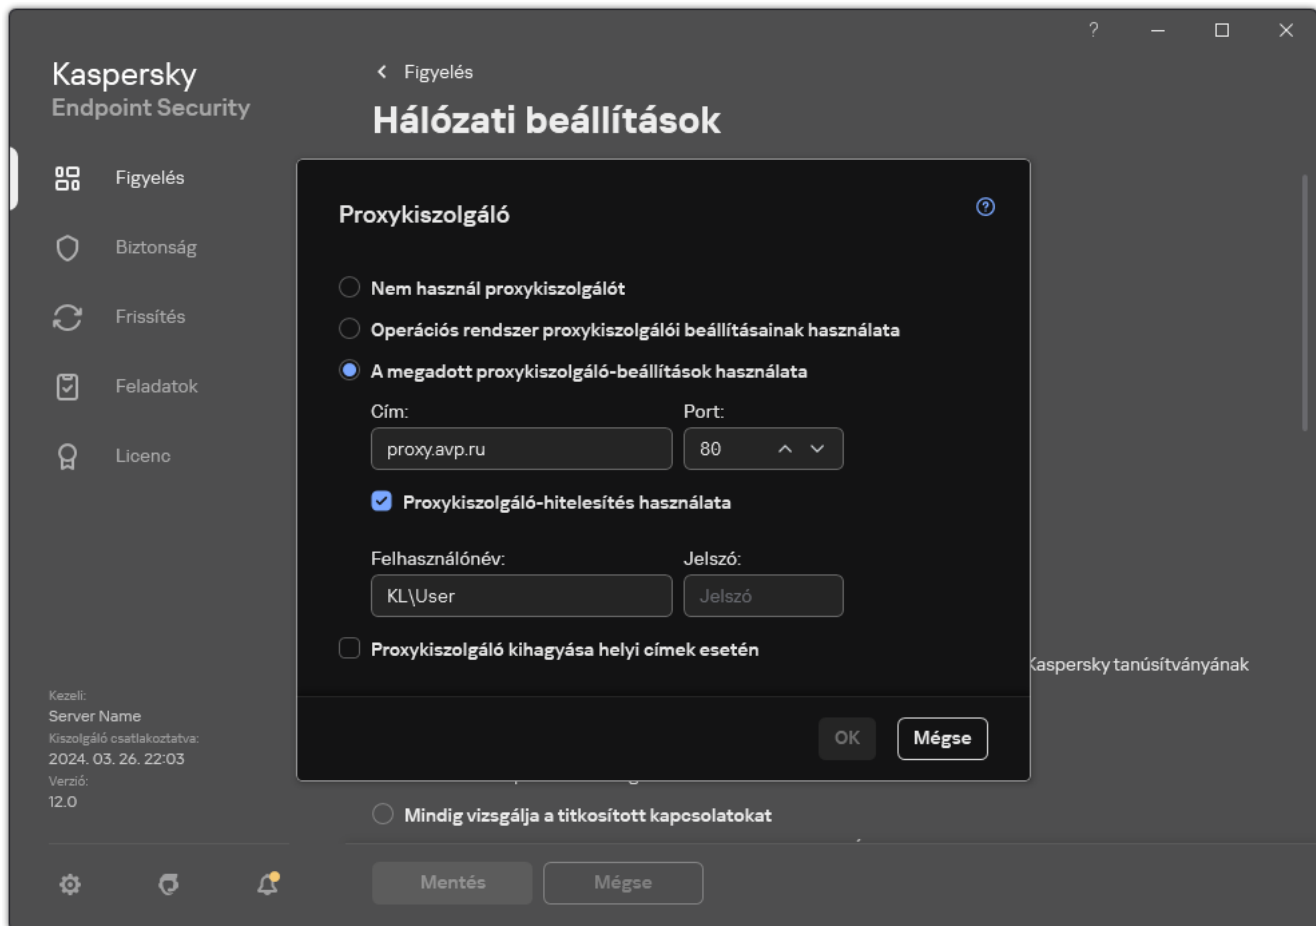 ?
Kaspersky
Endpoint Security
Figyelés
Hálózati beállítások
Figyelés
Biztonság
Frissítés
Feladatok
Licenc
Proxykiszolgáló
?
Nem használ proxykiszolgálót
Operációs rendszer proxykiszolgálói beállításainak használata
A megadott proxykiszolgáló-beállítások használata
Cím: Port:
proxy.avp.ru 80
Proxykiszolgáló-hitelesítés használata
Felhasználónév: Jelszó:
KL\User Jelszó
Proxykiszolgáló kihagyása helyi címek esetén
OK Mégse
Kaspersky tanúsítványának
Mindig vizsgálja a titkosított kapcsolatokat
Mentés Mégse
Kezeli:
Server Name
Kiszolgáló csatlakoztatva:
2024. 03. 26. 22:03
Verzió:
12.0